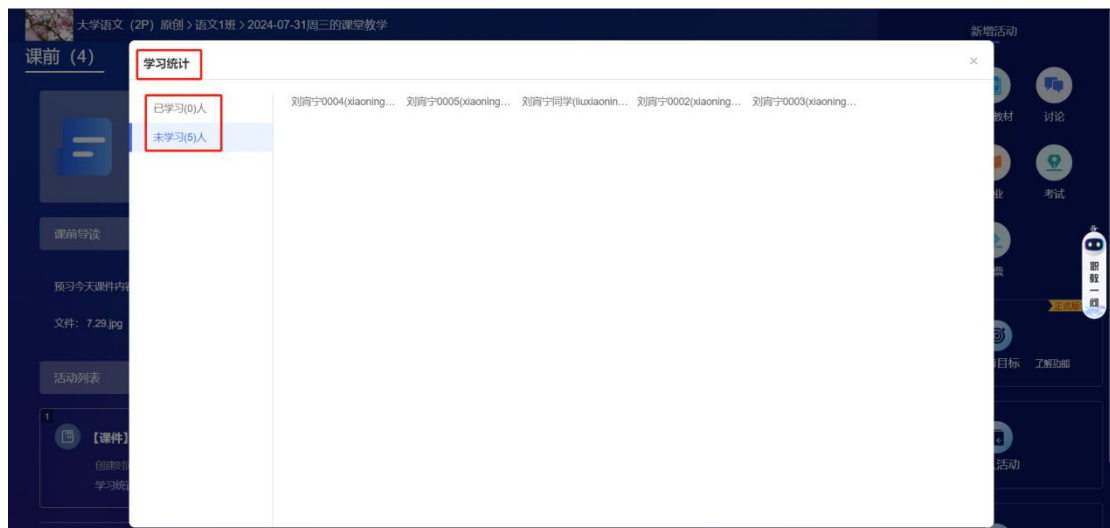 大学语文（2P）原创 > 语文1班 > 2024-07-31周三的课堂教学
新增活动
课前（4）
学习统计
×
已学习(0)人
未学习(5)人
刘宵宁0004(xiaoning... 刘宵宁0005(xiaoning... 刘宵宁同学(liuxiaonin... 刘宵宁0002(xiaoning... 刘宵宁0003(xiaoning...
教材 讨论
业 考试
票
课前导读
职教一问
预习今天课件内容
文件：7.29.jpg
正式版
目标 了解功能
活动列表
1
【课件】
创建时间
学习统
活动